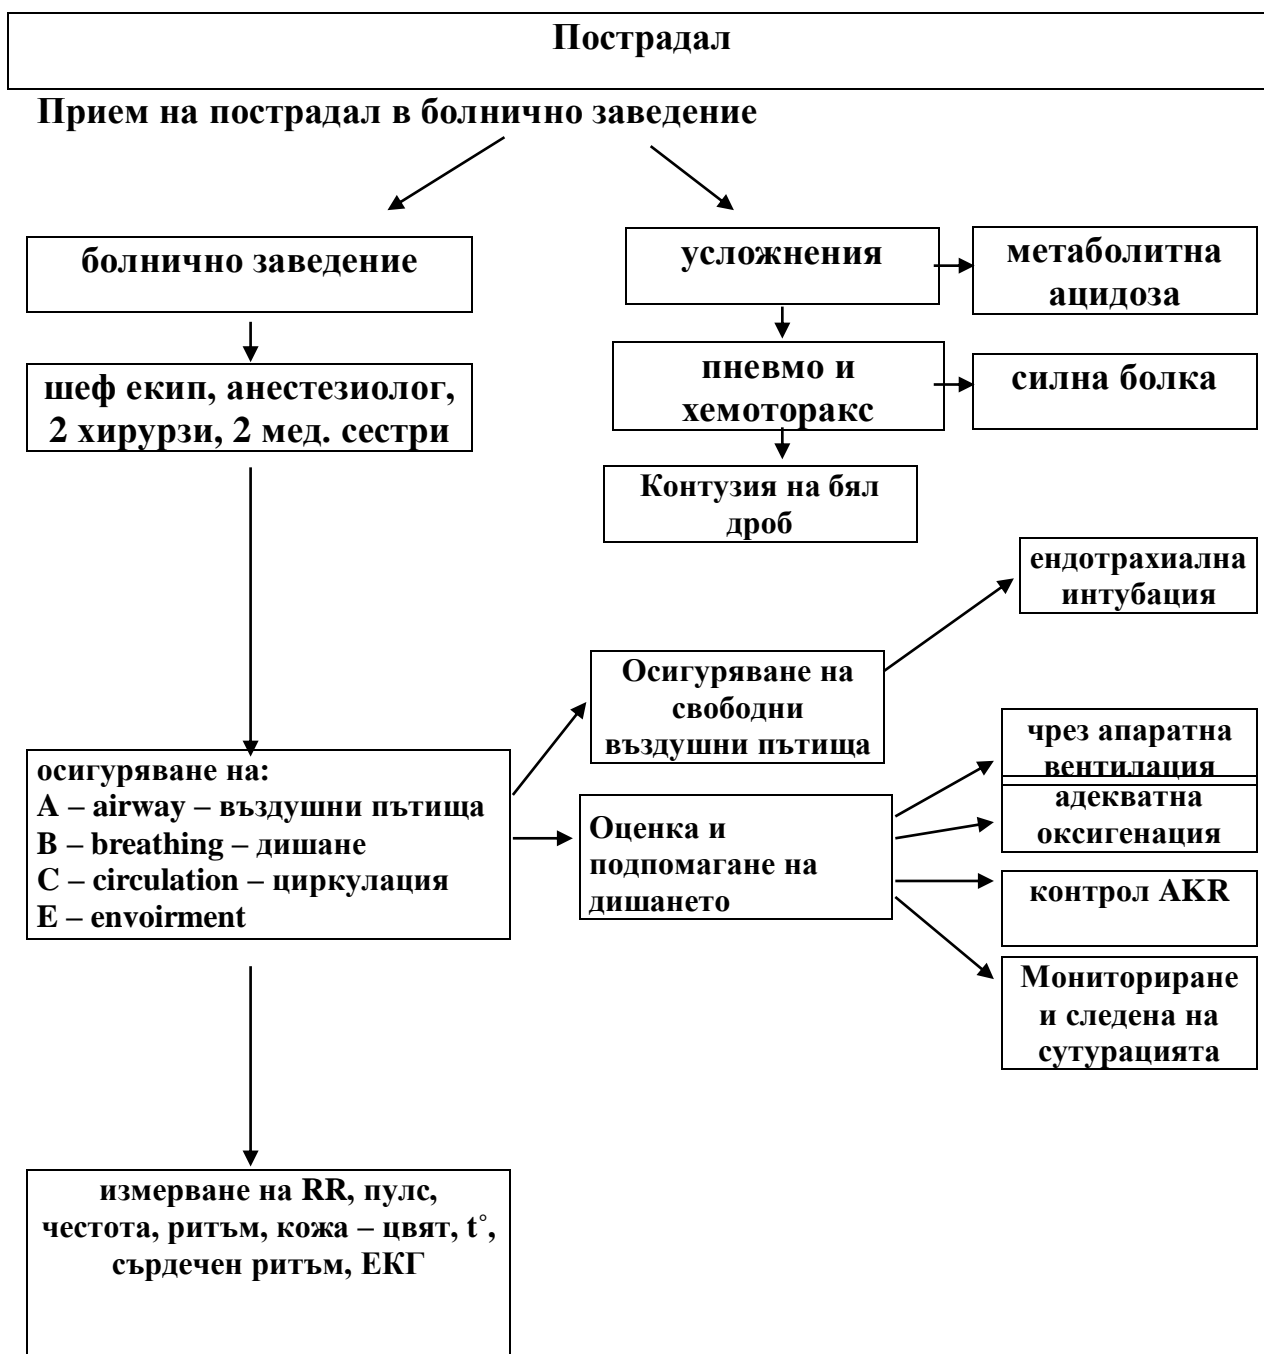 Пострадал
Прием на пострадал в болнично заведение
болнично заведение
усложнения
метаболитна
ацидоза
шеф екип, анестезиолог,
2 хирурзи, 2 мед. сестри
пневмо и
хемоторакс
силна болка
Контузия на бял
дроб
ендотрахиална
интубация
Осигуряване на
свободни
въздушни пътища
осигуряване на:
A – airway – въздушни пътища
B – breathing – дишане
C – circulation – циркулация
E – envoirment
Оценка и
подпомагане на
дишането
чрез апаратна
вентилация
адекватна
оксигенация
контрол AKR
Мониториране
и следена на
сутурацията
измерване на RR, пулс,
честота, ритъм, кожа – цвят, t°,
сърдечен ритъм, ЕКГ